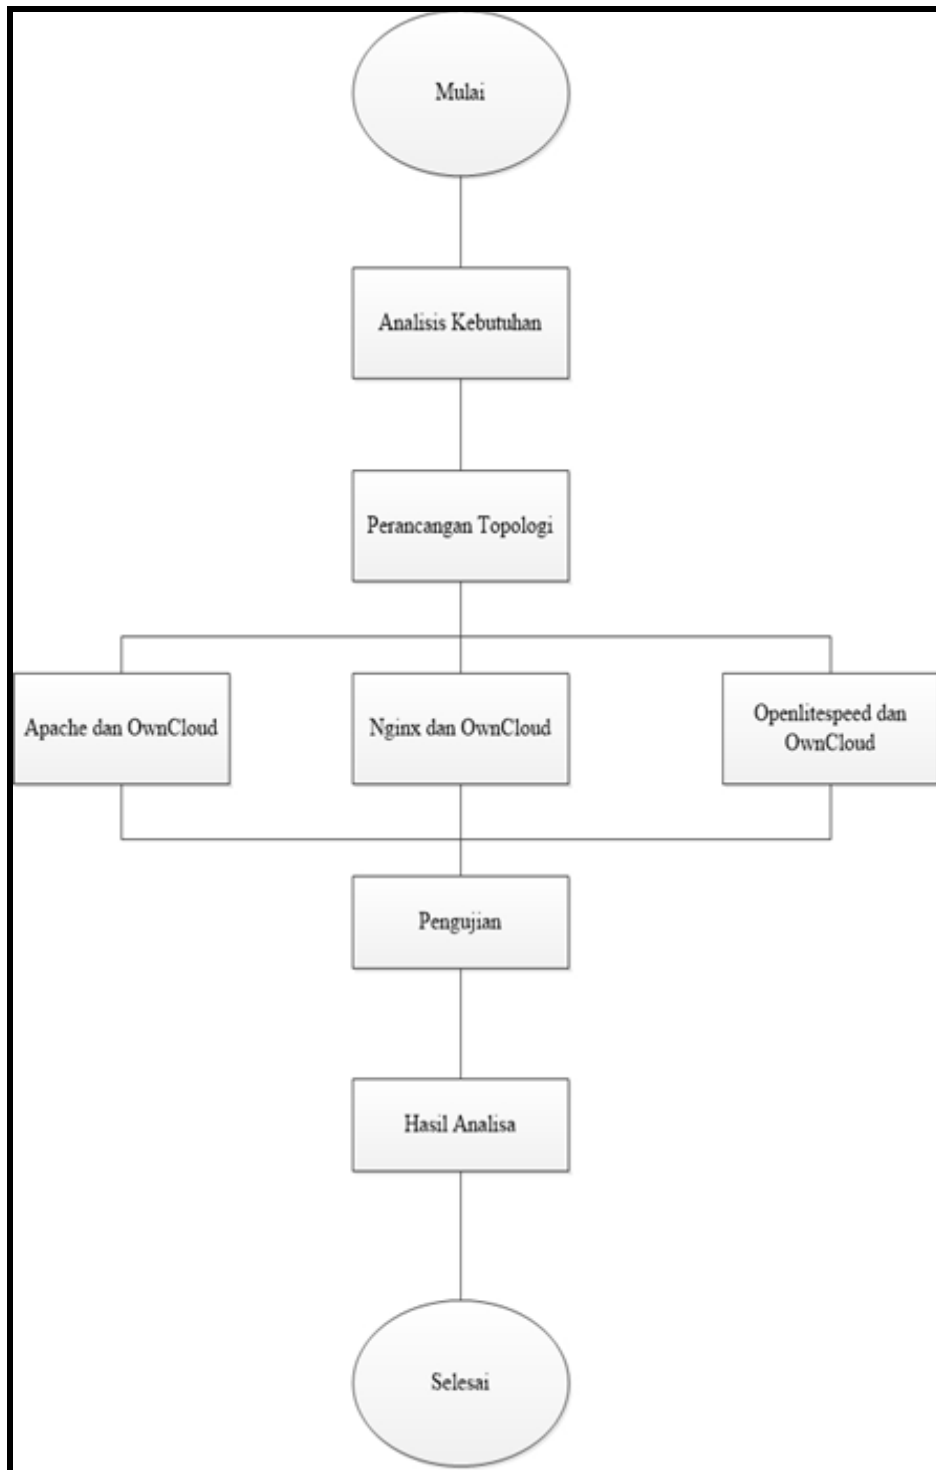 Mulai
Analisis Kebutuhan
Perancangan Topologi
Apache dan OwnCloud
Nginx dan OwnCloud
Openlitespeed dan
OwnCloud
Pengujian
Hasil Analisa
Selesai